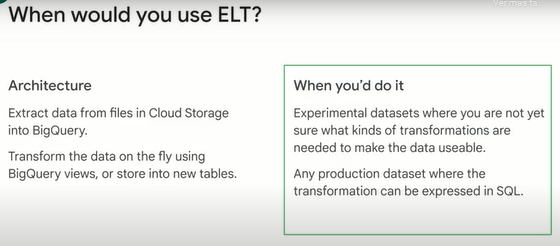 When would you use ELT?
Architecture
Extract data from files in Cloud Storage
into BigQuery.
Transform the data on the fly using
BigQuery views, or store into new tables.
When you'd do it
Experimental datasets where you are not yet
sure what kinds of transformations are
needed to make the data useable.
Any production dataset where the
transformation can be expressed in SQL.